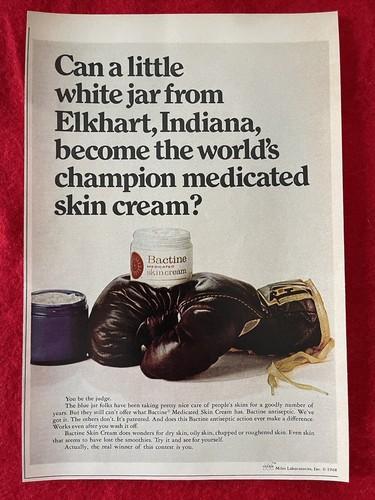 Can a little
white jar from
Elkhart, Indiana,
become the world's
champion medicated
skin cream?
Bactine
MEDICATED
skin cream
You be the judge.
The blue jar folks have been taking pretty nice care of people's skins for a goodly number of
years. But they still can't offer what Bactine® Medicated Skin Cream has. Bactine antiseptic. We've
got it. The others don't. It's patented. And does this Bactine antiseptic action ever make a difference.
Works even after you wash it off.
Bactine Skin Cream does wonders for dry skin, oily skin, chapped or roughened skin. Even skin
that seems to have lost the smoothies. Try it and see for yourself.
Actually, the real winner of this contest is you.
Miles Laboratories, Inc. © 1968